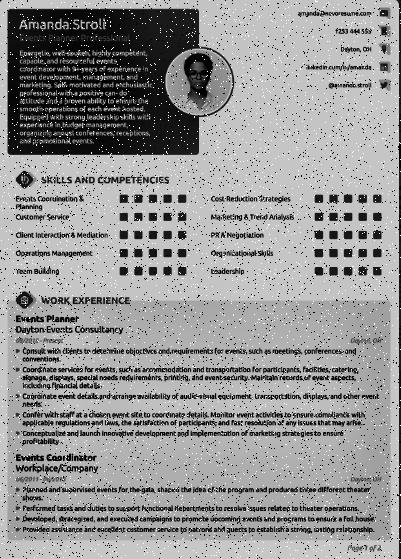 Amanda Stroll
Energetic, well-spoken, highly competent,
capable, and resourceful events
coordinator with 5+ years of experience in
event development, management, and
marketing. Self- motivated and enthusiastic
professional with a positive can- do
attitude and a proven ability to ensure the
smooth operations of each event hosted.
Equipped with strong leadership skills with
experience in budget management,
organizing annual conferences, receptions,
and promotional events.
amanda@novoresume.com
1253 444 555
Dayton, OH
linkedin.com/in/amanda
@amanda.stroll
SKILLS AND COMPETENCIES
Events Coordination &
Planning
Cost Reduction Strategies
Customer Service
Marketing & Trend Analysis
Client Interaction & Mediation
PR & Negotiation
Operations Management
Organizational Skills
Team Building
Leadership
WORK EXPERIENCE
Events Planner
Dayton Events Consultancy
Present
Dayton, OH
Consult with clients to determine objectives and requirements for events, such as meetings, conferences, and
conventions.
Coordinate services for events, such as accommodation and transportation for participants, facilities, catering,
signage, displays, special needs requirements, printing, and event security. Maintain records of event aspects,
including financial details.
Coordinate event details and arrange availability of audio-visual equipment, transportation, displays, and other event
needs.
Confer with staff at a chosen event site to coordinate details. Monitor event activities to ensure compliance with
applicable regulations and laws, the satisfaction of participants, and fast resolution of any issues that may arise.
Conceptualize and launch innovative development and implementation of marketing strategies to ensure
profitability.
Events Coordinator
Workplace/Company
Dayton, OH
Planned and supervised events for the gala, shaped the idea of the program and produced three different theater
shows.
Performed tasks and duties to support functional departments to resolve issues related to theater operations.
Developed, strategized, and executed campaigns to promote upcoming events and programs to ensure a full house.
Provided assistance and excellent customer service to patrons and guests to establish a strong, lasting relationship.
Page 1 of 2